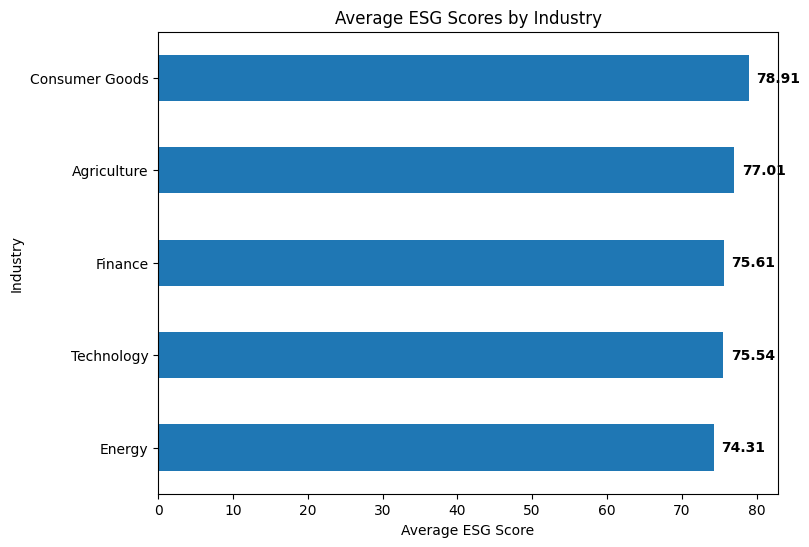 Average ESG Scores by Industry
Industry
Consumer Goods 78.91
Agriculture 77.01
Finance 75.61
Technology 75.54
Energy 74.31
0 10 20 30 40 50 60 70 80
Average ESG Score